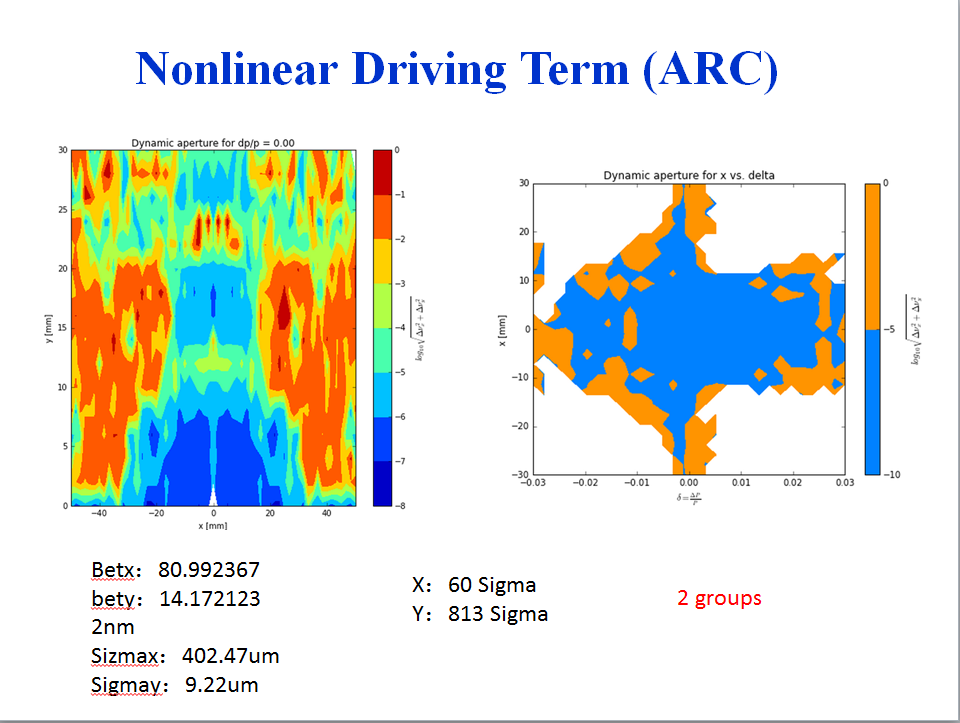 Nonlinear Driving Term (ARC)
Dynamic aperture for dp/p = 0.00
30
25
20
15
10
5
0
y [mm]
−40
−20
0
20
40
x [mm]
0
−1
−2
−3
−4
−5
−6
−7
−8
Dynamic aperture for x vs. delta
30
20
10
0
−10
−20
−30
x [mm]
−0.03
−0.02
−0.01
0.00
0.01
0.02
0.03
δ = ΔP/P
0
−5
−10
Betx： 80.992367
bety： 14.172123
2nm
Sizmax： 402.47um
Sigmay： 9.22um
X： 60 Sigma
Y： 813 Sigma
2 groups